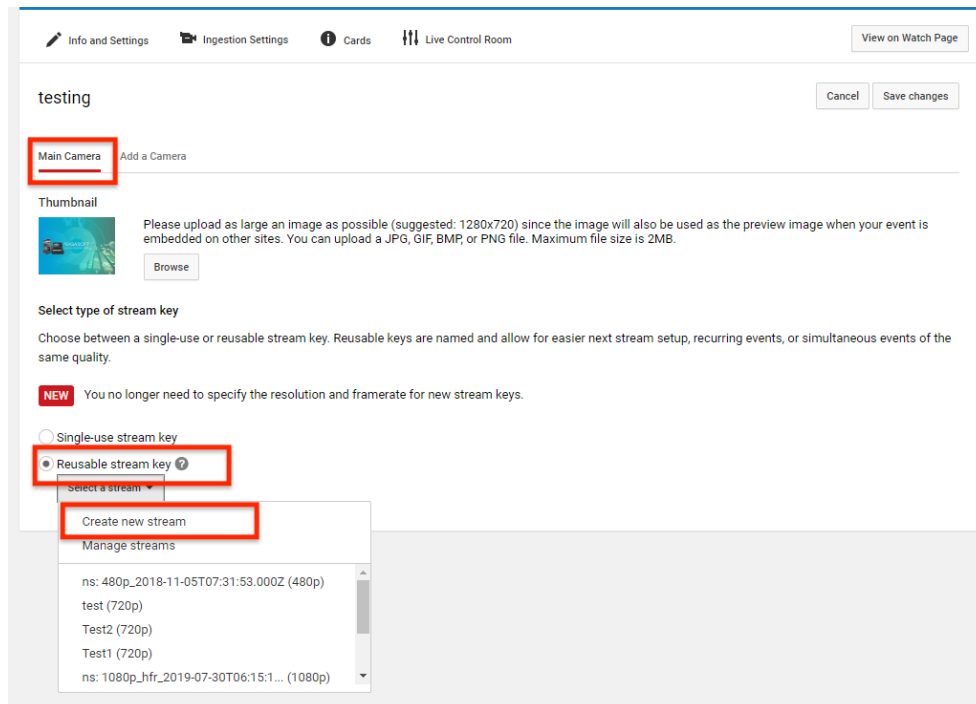 Info and Settings Ingestion Settings Cards Live Control Room View on Watch Page
testing Cancel Save changes
Main Camera Add a Camera
Thumbnail
Please upload as large an image as possible (suggested: 1280x720) since the image will also be used as the preview image when your event is
embedded on other sites. You can upload a JPG, GIF, BMP, or PNG file. Maximum file size is 2MB.
Browse
Select type of stream key
Choose between a single-use or reusable stream key. Reusable keys are named and allow for easier next stream setup, recurring events, or simultaneous events of the
same quality.
NEW You no longer need to specify the resolution and framerate for new stream keys.
Single-use stream key
Reusable stream key ?
Select a stream
Create new stream
Manage streams
ns: 480p_2018-11-05T07:31:53.000Z (480p)
test (720p)
Test2 (720p)
Test1 (720p)
ns: 1080p_hfr_2019-07-30T06:15:1... (1080p)